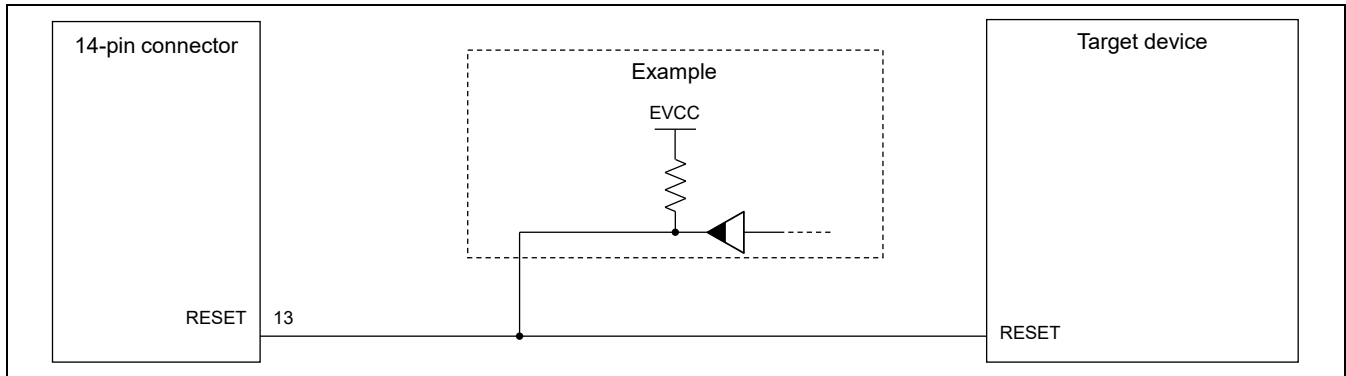 14-pin connector
Example
Target device
EVCC
RESET 13
RESET